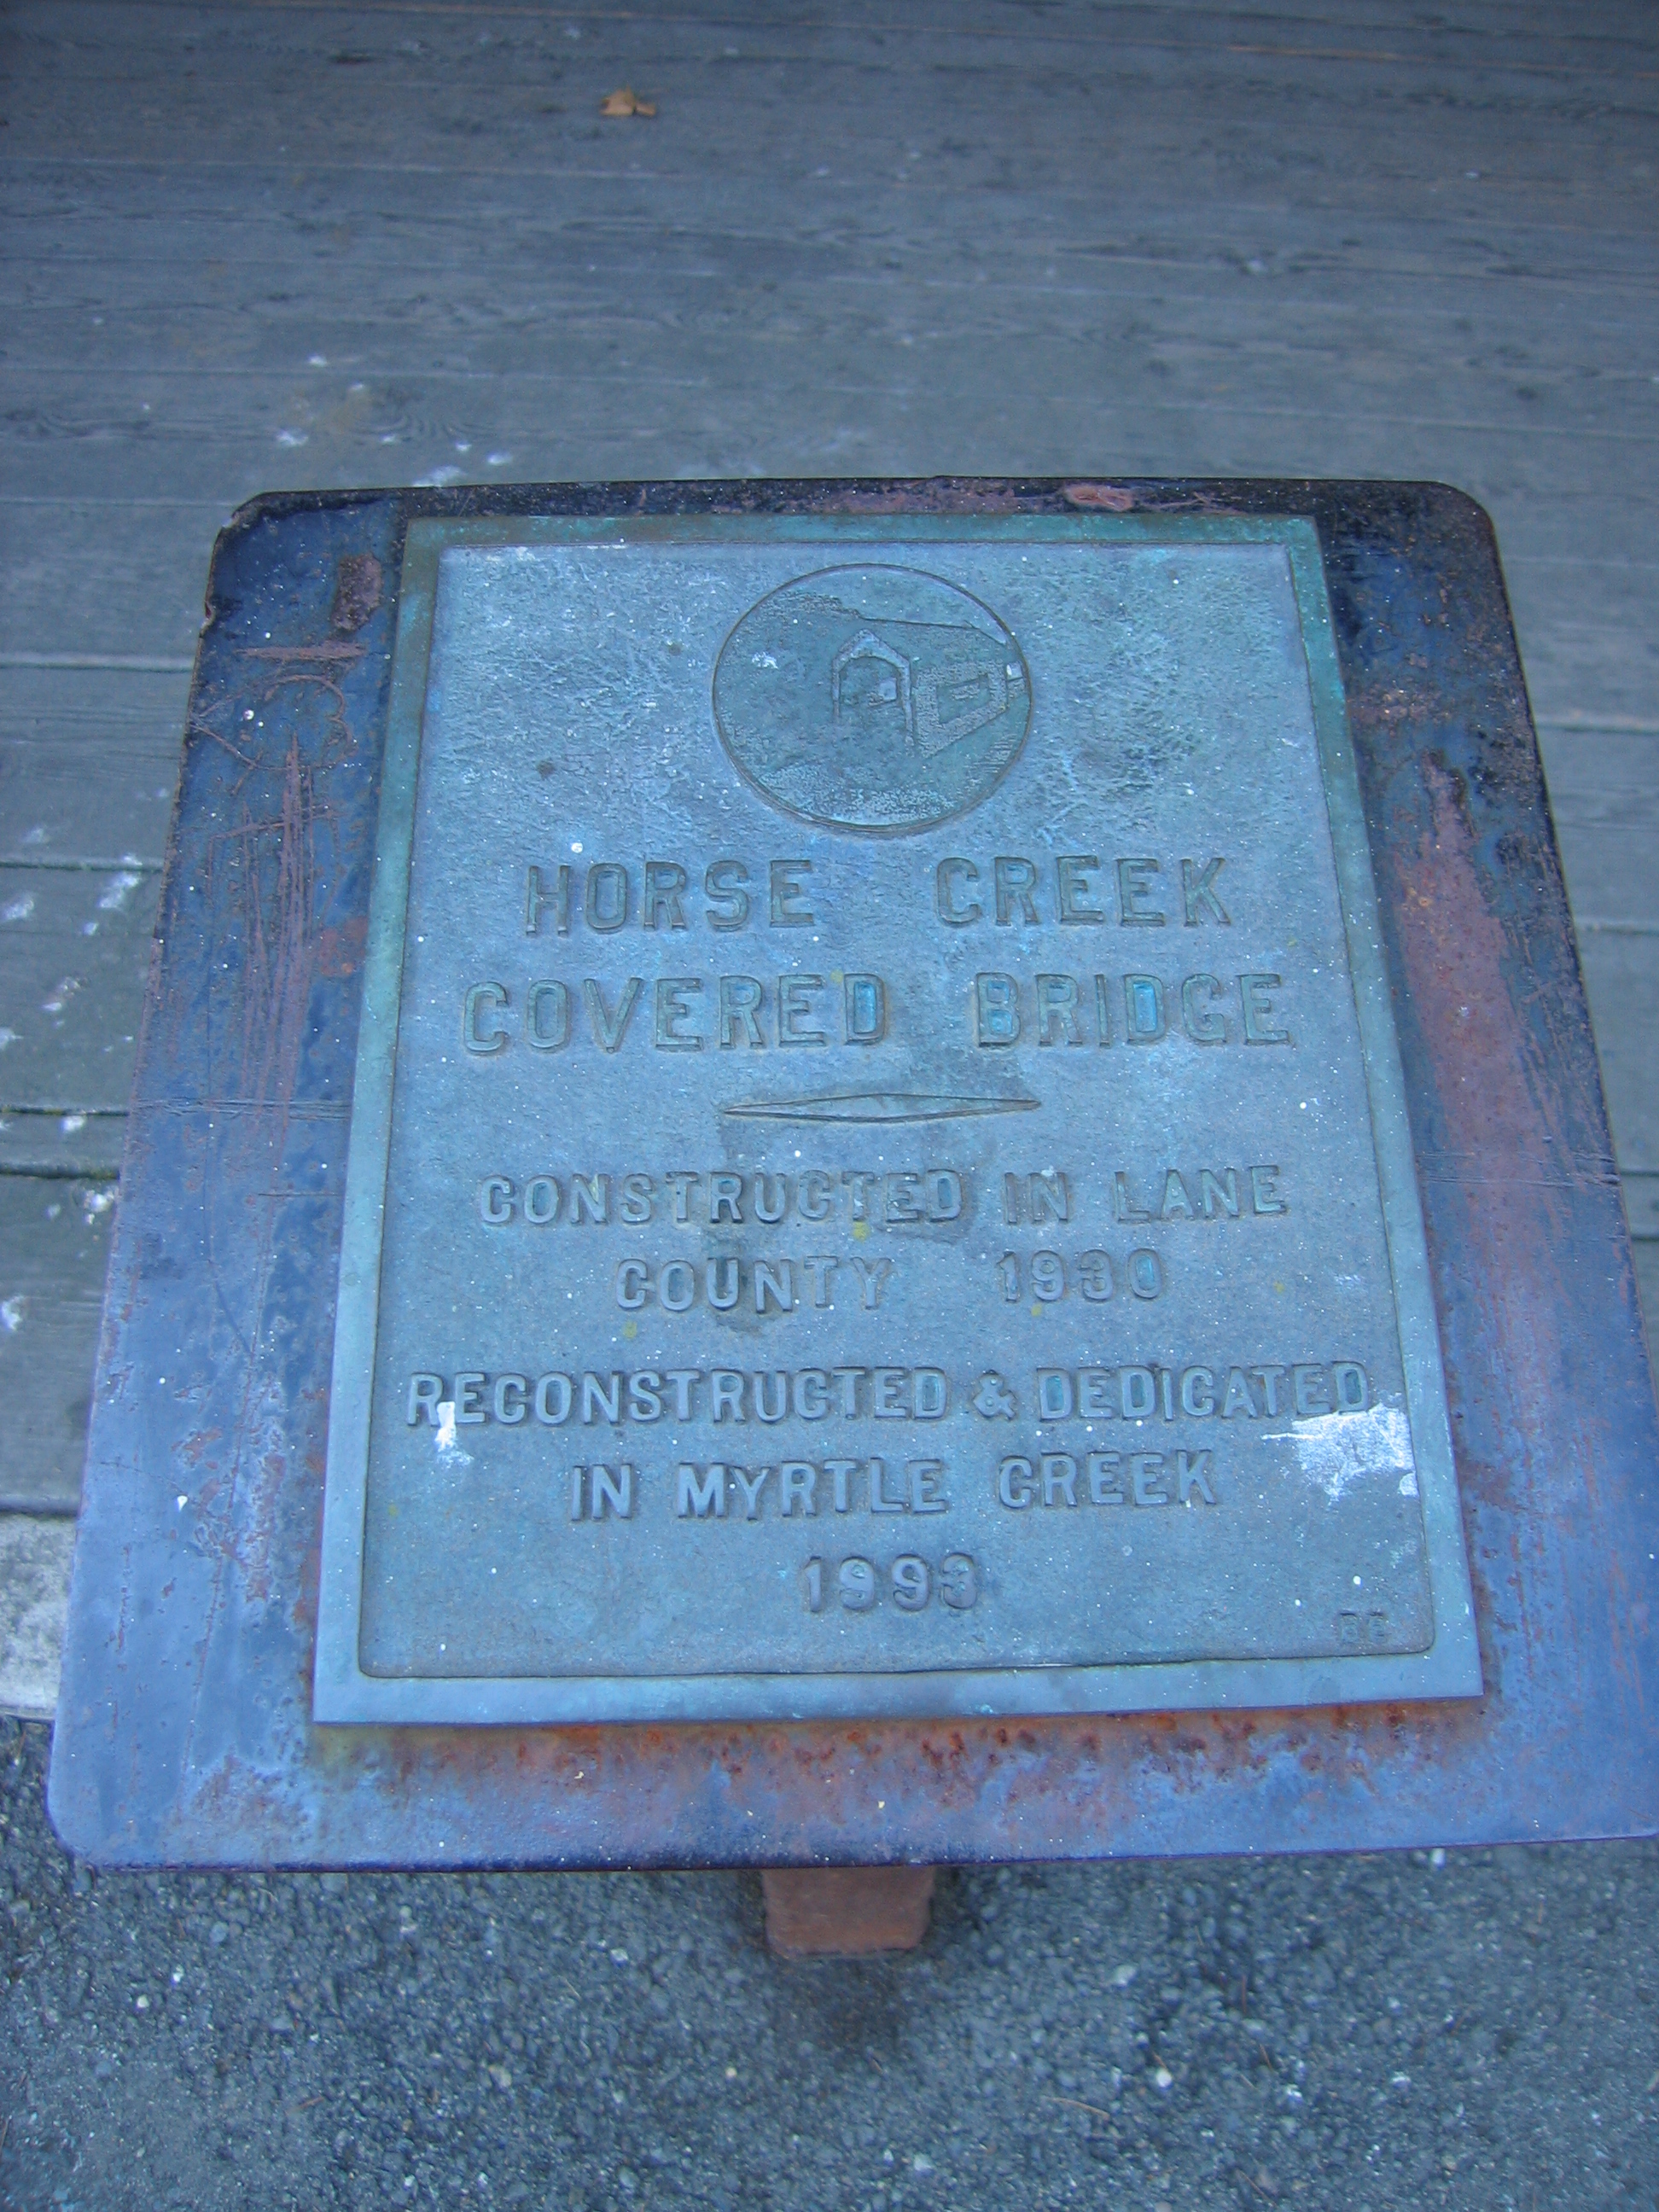 HORSE CREEK
COVERED BRIDGE
CONSTRUCTED IN LANE
COUNTY 1930
RECONSTRUCTED & DEDICATED
IN MYRTLE CREEK
1993